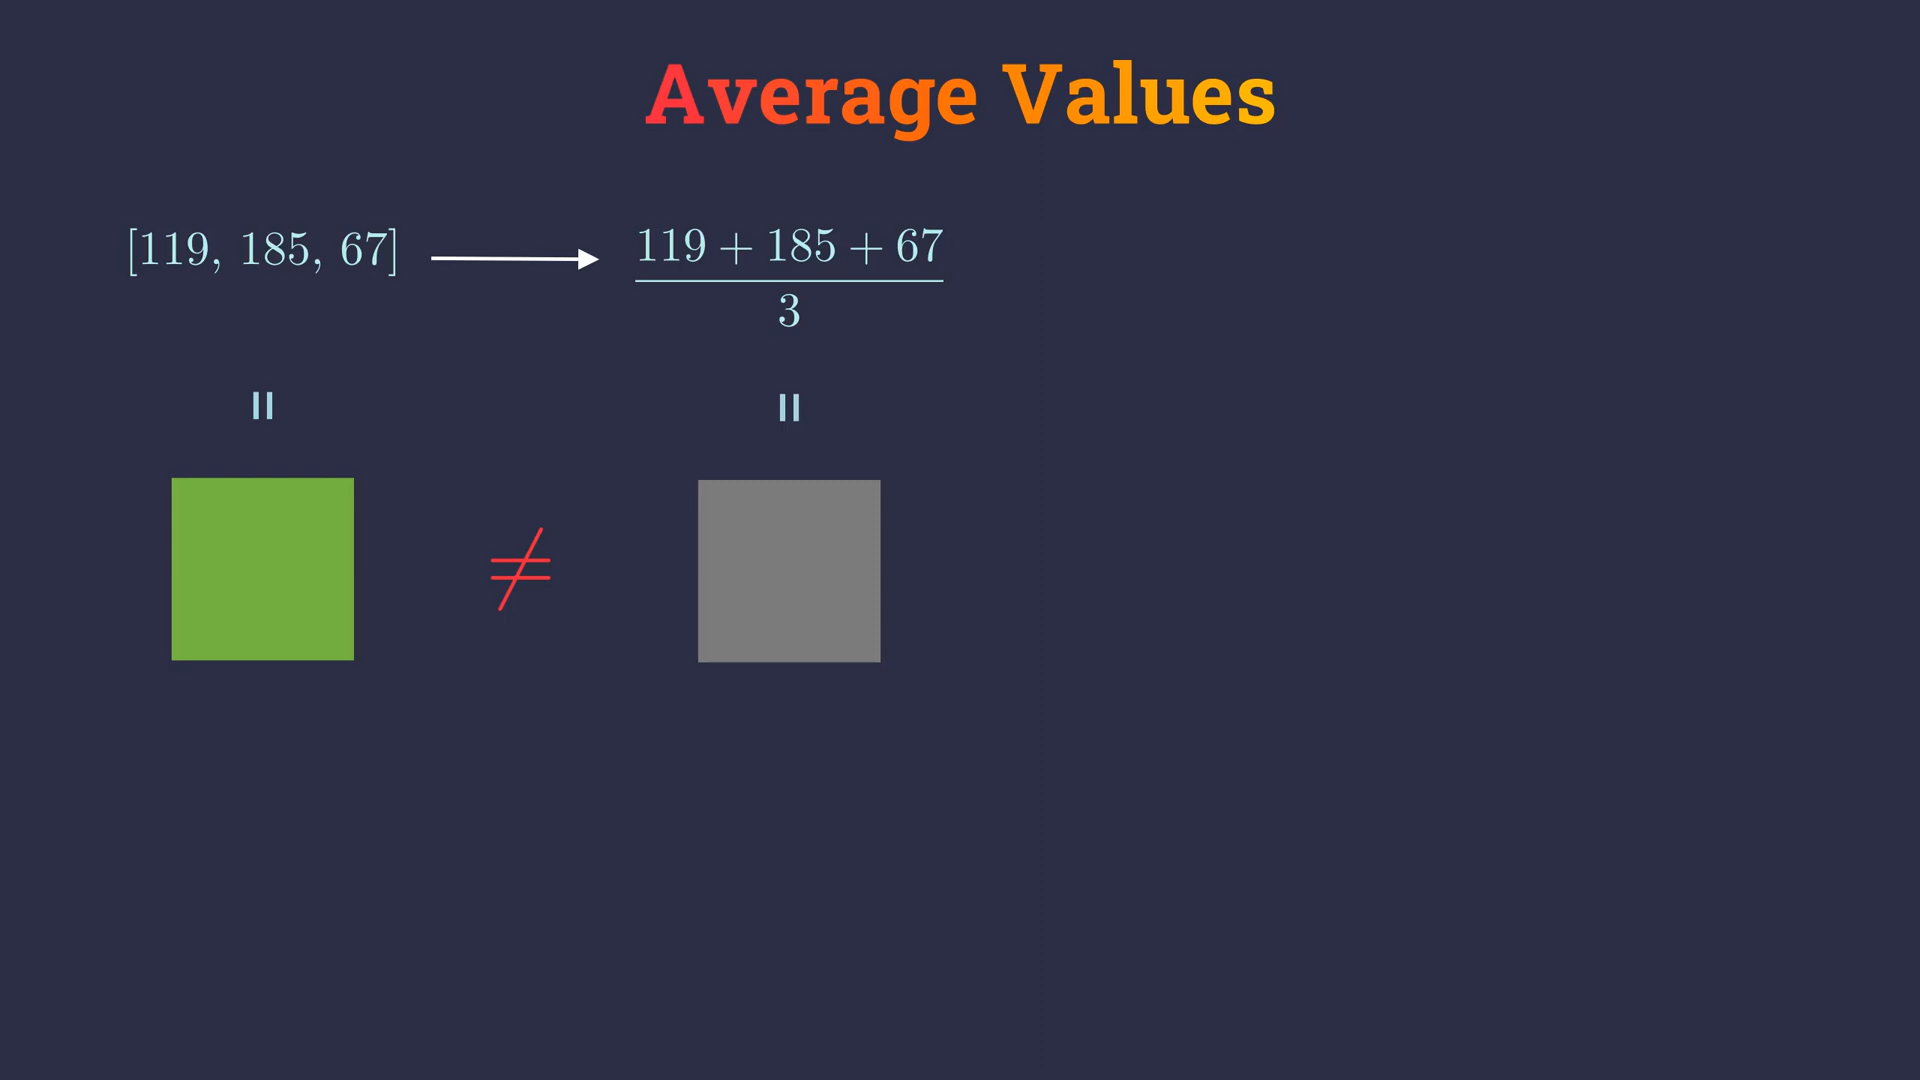 Average Values
[119, 185, 67]
119 + 185 + 67
3
=
=
≠